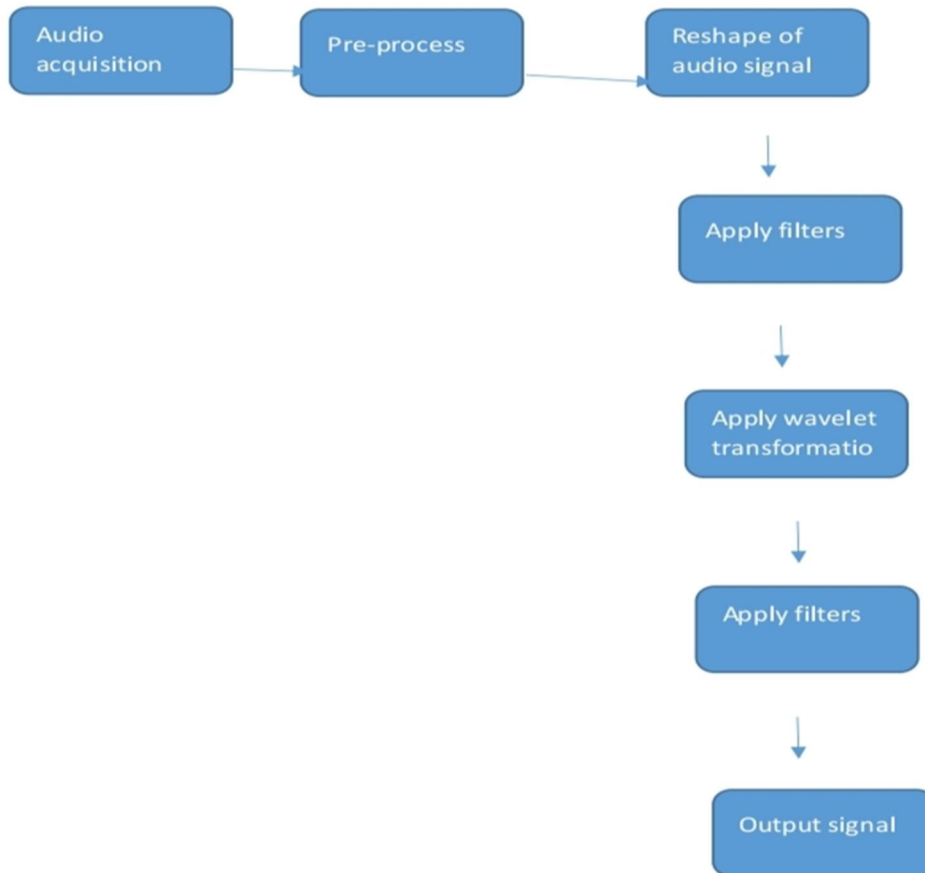 Audio
acquisition
Pre-process
Reshape of
audio signal
Apply filters
Apply wavelet
transformatio
Apply filters
Output signal